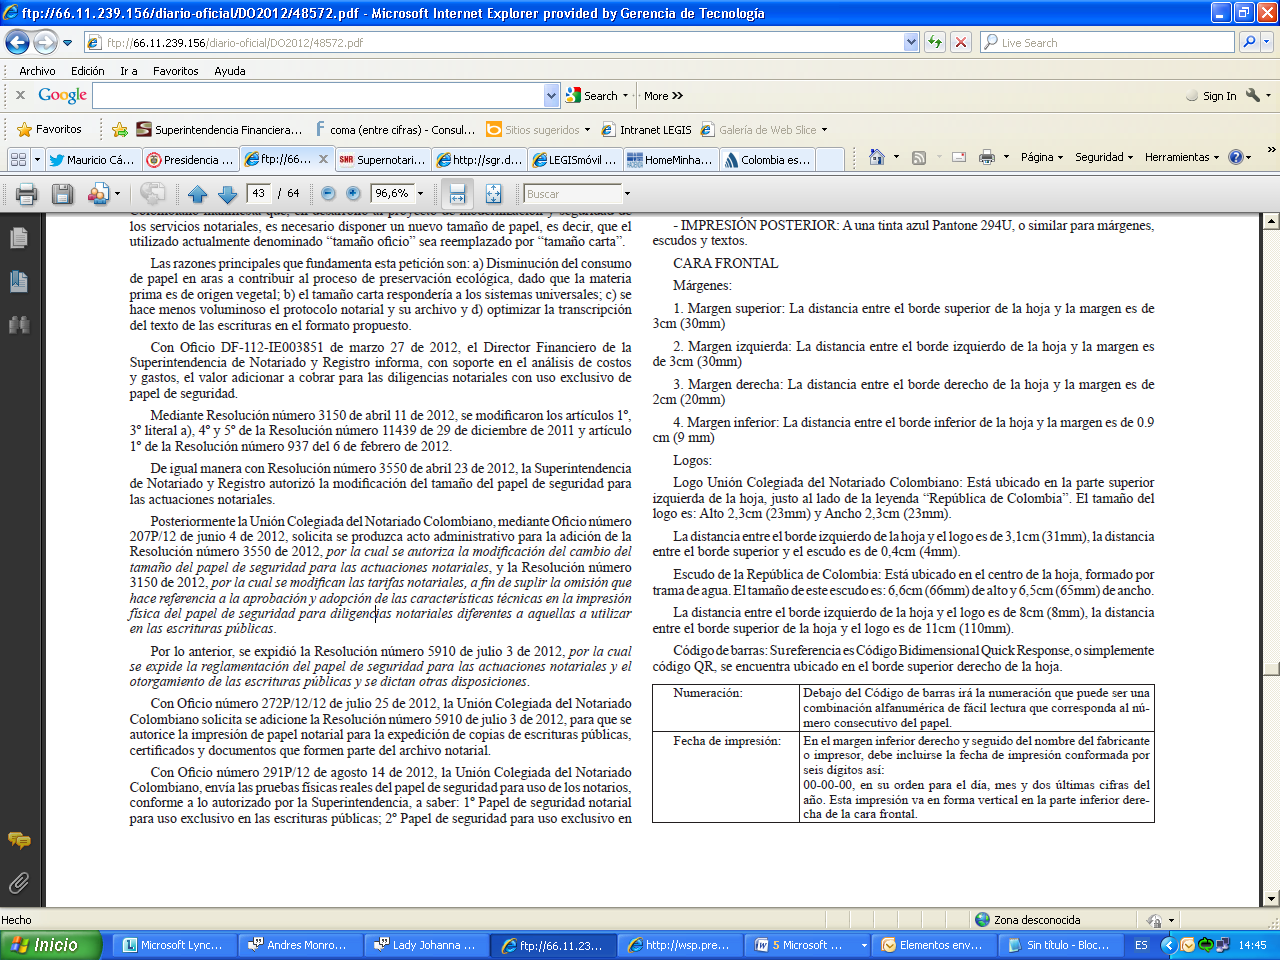 ftp://66.11.239.156/diario-oficial/DO2012/48572.pdf - Microsoft Internet Explorer provided by Gerencia de Tecnología
ftp://66.11.239.156/diario-oficial/DO2012/48572.pdf
Live Search
Archivo Edición Ir a Favoritos Ayuda
x Google Search More »
Sign In
Favoritos Superintendencia Financiera... coma (entre cifras) - Consul... Sitios sugeridos Intranet LEGIS Galería de Web Slice
Mauricio Cá... Presidencia ... ftp://66... X SNR Supernotari... http://sgr.d... LEGISmóvil ... HomeMinha... Colombia es... Página Seguridad Herramientas »
43 / 64 96,6% Buscar
Colombiano manifiesta que, en desarrollo al proyecto de modernización y seguridad de
los servicios notariales, es necesario disponer un nuevo tamaño de papel, es decir, que el
utilizado actualmente denominado “tamaño oficio” sea reemplazado por “tamaño carta”.
Las razones principales que fundamenta esta petición son: a) Disminución del consumo
de papel en aras a contribuir al proceso de preservación ecológica, dado que la materia
prima es de origen vegetal; b) el tamaño carta respondería a los sistemas universales; c) se
hace menos voluminoso el protocolo notarial y su archivo y d) optimizar la transcripción
del texto de las escrituras en el formato propuesto.
Con Oficio DF-112-IE003851 de marzo 27 de 2012, el Director Financiero de la
Superintendencia de Notariado y Registro informa, con soporte en el análisis de costos
y gastos, el valor adicionar a cobrar para las diligencias notariales con uso exclusivo de
papel de seguridad.
Mediante Resolución número 3150 de abril 11 de 2012, se modificaron los artículos 1º,
3º literal a), 4º y 5º de la Resolución número 11439 de 29 de diciembre de 2011 y artículo
1º de la Resolución número 937 del 6 de febrero de 2012.
De igual manera con Resolución número 3550 de abril 23 de 2012, la Superintendencia
de Notariado y Registro autorizó la modificación del tamaño del papel de seguridad para
las actuaciones notariales.
Posteriormente la Unión Colegiada del Notariado Colombiano, mediante Oficio número
207P/12 de junio 4 de 2012, solicita se produzca acto administrativo para la adición de la
Resolución número 3550 de 2012, por la cual se autoriza la modificación del cambio del
tamaño del papel de seguridad para las actuaciones notariales, y la Resolución número
3150 de 2012, por la cual se modifican las tarifas notariales, a fin de suplir la omisión que
hace referencia a la aprobación y adopción de las características técnicas en la impresión
física del papel de seguridad para diligencias notariales diferentes a aquellas a utilizar
en las escrituras públicas.
Por lo anterior, se expidió la Resolución número 5910 de julio 3 de 2012, por la cual
se expide la reglamentación del papel de seguridad para las actuaciones notariales y el
otorgamiento de las escrituras públicas y se dictan otras disposiciones.
Con Oficio número 272P/12/12 de julio 25 de 2012, la Unión Colegiada del Notariado
Colombiano solicita se adicione la Resolución número 5910 de julio 3 de 2012, para que se
autorice la impresión de papel notarial para la expedición de copias de escrituras públicas,
certificados y documentos que formen parte del archivo notarial.
Con Oficio número 291P/12 de agosto 14 de 2012, la Unión Colegiada del Notariado
Colombiano, envía las pruebas físicas reales del papel de seguridad para uso de los notarios,
conforme a lo autorizado por la Superintendencia, a saber: 1º Papel de seguridad notarial
para uso exclusivo en las escrituras públicas; 2º Papel de seguridad para uso exclusivo en
- IMPRESIÓN POSTERIOR: A una tinta azul Pantone 294U, o similar para márgenes,
escudos y textos.
CARA FRONTAL
Márgenes:
1. Margen superior: La distancia entre el borde superior de la hoja y la margen es de
3cm (30mm)
2. Margen izquierda: La distancia entre el borde izquierdo de la hoja y la margen es
de 3cm (30mm)
3. Margen derecha: La distancia entre el borde derecho de la hoja y la margen es de
2cm (20mm)
4. Margen inferior: La distancia entre el borde inferior de la hoja y la margen es de 0.9
cm (9 mm)
Logos:
Logo Unión Colegiada del Notariado Colombiano: Está ubicado en la parte superior
izquierda de la hoja, justo al lado de la leyenda “República de Colombia”. El tamaño del
logo es: Alto 2,3cm (23mm) y Ancho 2,3cm (23mm).
La distancia entre el borde izquierdo de la hoja y el logo es de 3,1cm (31mm), la distancia
entre el borde superior y el escudo es de 0,4cm (4mm).
Escudo de la República de Colombia: Está ubicado en el centro de la hoja, formado por
trama de agua. El tamaño de este escudo es: 6,6cm (66mm) de alto y 6,5cm (65mm) de ancho.
La distancia entre el borde izquierdo de la hoja y el logo es de 8cm (8mm), la distancia
entre el borde superior de la hoja y el logo es de 11cm (110mm).
Código de barras: Su referencia es Código Bidimensional Quick Response, o simplemente
código QR, se encuentra ubicado en el borde superior derecho de la hoja.
Numeración: Debajo del Código de barras irá la numeración que puede ser una
combinación alfanumérica de fácil lectura que corresponda al nú-
mero consecutivo del papel.
Fecha de impresión: En el margen inferior derecho y seguido del nombre del fabricante
o impresor, debe incluirse la fecha de impresión conformada por
seis dígitos así:
00-00-00, en su orden para el día, mes y dos últimas cifras del
año. Esta impresión va en forma vertical en la parte inferior dere-
cha de la cara frontal.
Hecho Zona desconocida
Inicio Microsoft Lync... Andres Monro... Lady Johanna ... ftp://66.11.23... http://wsp.pre... 5 Microsoft ... Elementos env... Sin título - Bloc... ES 14:45